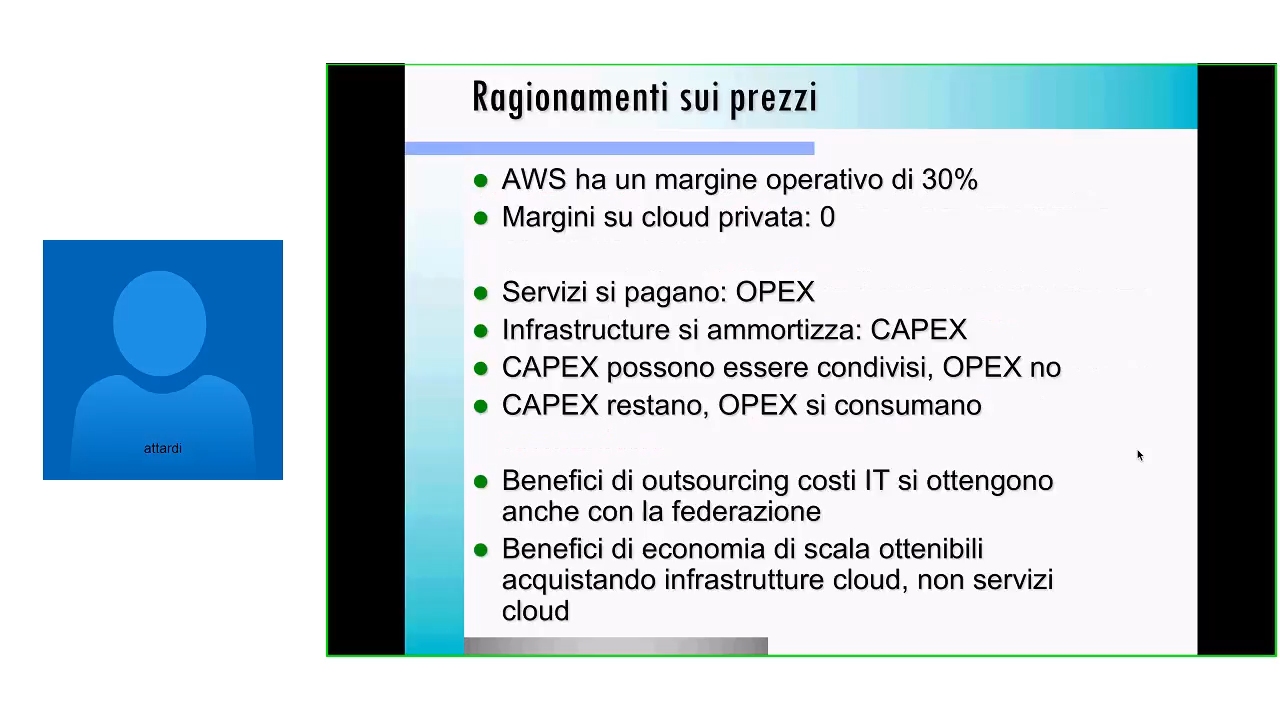 Ragionamenti sui prezzi
AWS ha un margine operativo di 30%
Margini su cloud privata: 0
Servizi si pagano: OPEX
Infrastructure si ammortizza: CAPEX
CAPEX possono essere condivisi, OPEX no
CAPEX restano, OPEX si consumano
Benefici di outsourcing costi IT si ottengono
anche con la federazione
Benefici di economia di scala ottenibili
acquistando infrastrutture cloud, non servizi
cloud
attardi